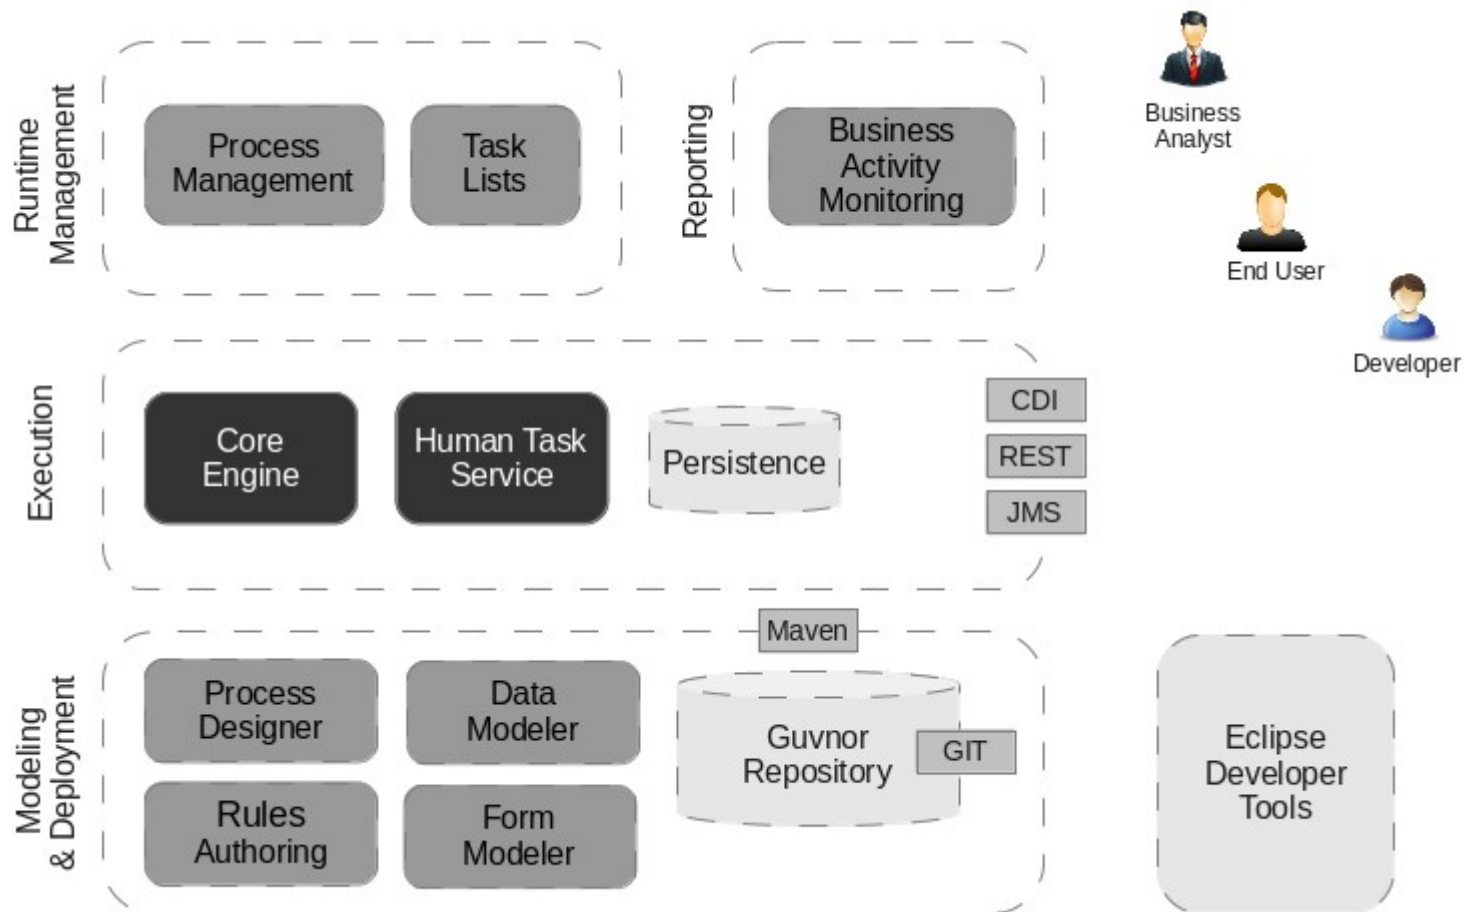 Runtime
Management
Process
Management
Task
Lists
Reporting
Business
Activity
Monitoring
Business
Analyst
End User
Developer
Execution
Core
Engine
Human Task
Service
Persistence
CDI
REST
JMS
Modeling
& Deployment
Maven
Process
Designer
Data
Modeler
Guvnor
Repository
GIT
Rules
Authoring
Form
Modeler
Eclipse
Developer
Tools